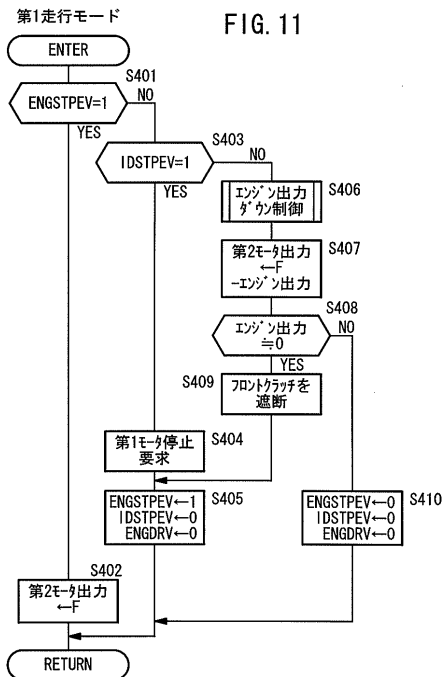 第1走行モード
FIG. 11
ENTER
S401
ENGSTPEV=1
NO
YES
S403
IDSTPEV=1
NO
YES
S406
エンジン出力
ダウン制御
S407
第2モータ出力
←F
-エンジン出力
S408
エンジン出力
≒0
NO
YES
S409
フロントクラッチを
遮断
第1モータ停止
要求
S404
ENGSTPEV←1
IDSTPEV←0
ENGDRV←0
S405
ENGSTPEV←0
IDSTPEV←0
ENGDRV←0
S410
S402
第2モータ出力
←F
RETURN